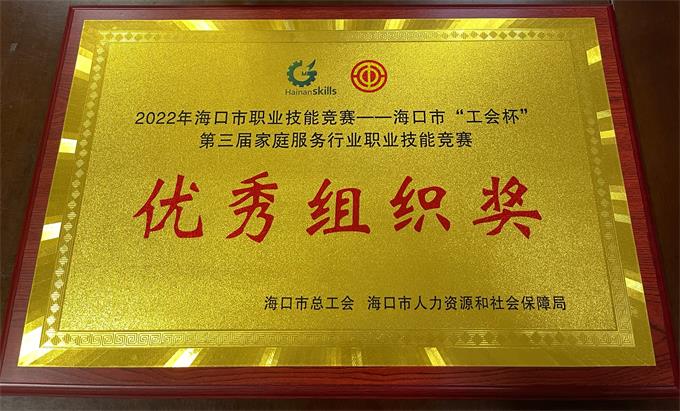 Hainanskills
2022年海口市职业技能竞赛——海口市“工会杯”
第三届家庭服务行业职业技能竞赛
优秀组织奖
海口市总工会 海口市人力资源和社会保障局